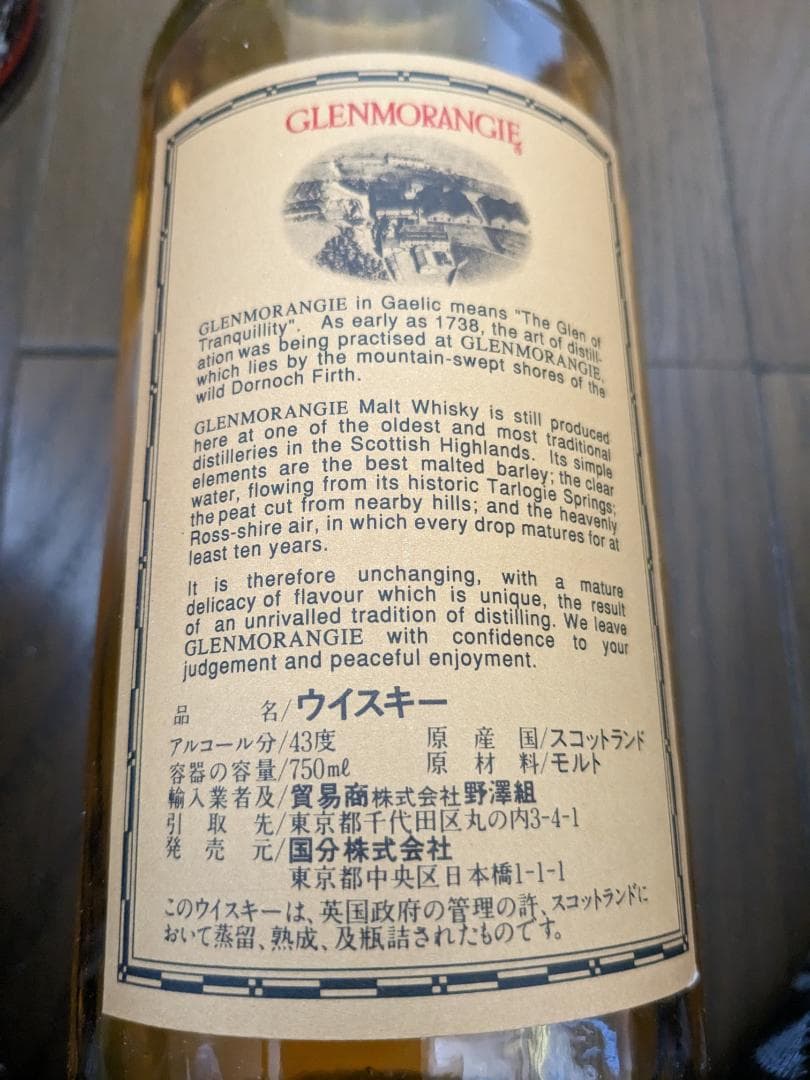 GLENMORANGIE
GLENMORANGIE in Gaelic means "The Glen of
Tranquillity". As early as 1738, the art of distill-
ation was being practised at GLENMORANGIE,
which lies by the mountain-swept shores of the
wild Dornoch Firth.
GLENMORANGIE Malt Whisky is still produced
here at one of the oldest and most traditional
distilleries in the Scottish Highlands. Its simple
elements are the best malted barley; the clear
water, flowing from its historic Tarlogie Springs;
the peat cut from nearby hills; and the heavenly
Ross-shire air, in which every drop matures for at
least ten years.
It is therefore unchanging, with a mature
delicacy of flavour which is unique, the result
of an unrivalled tradition of distilling. We leave
GLENMORANGIE with confidence to your
judgement and peaceful enjoyment.
品 名/ウイスキー
アルコール分/43度 原産国/スコットランド
容器の容量/750mℓ 原材料/モルト
輸入業者及/貿易商株式会社野澤組
引取先/東京都千代田区丸の内3-4-1
発売元/国分株式会社
東京都中央区日本橋1-1-1
このウイスキーは、英国政府の管理の許、スコットランドに
おいて蒸留、熟成、及瓶詰されたものです。